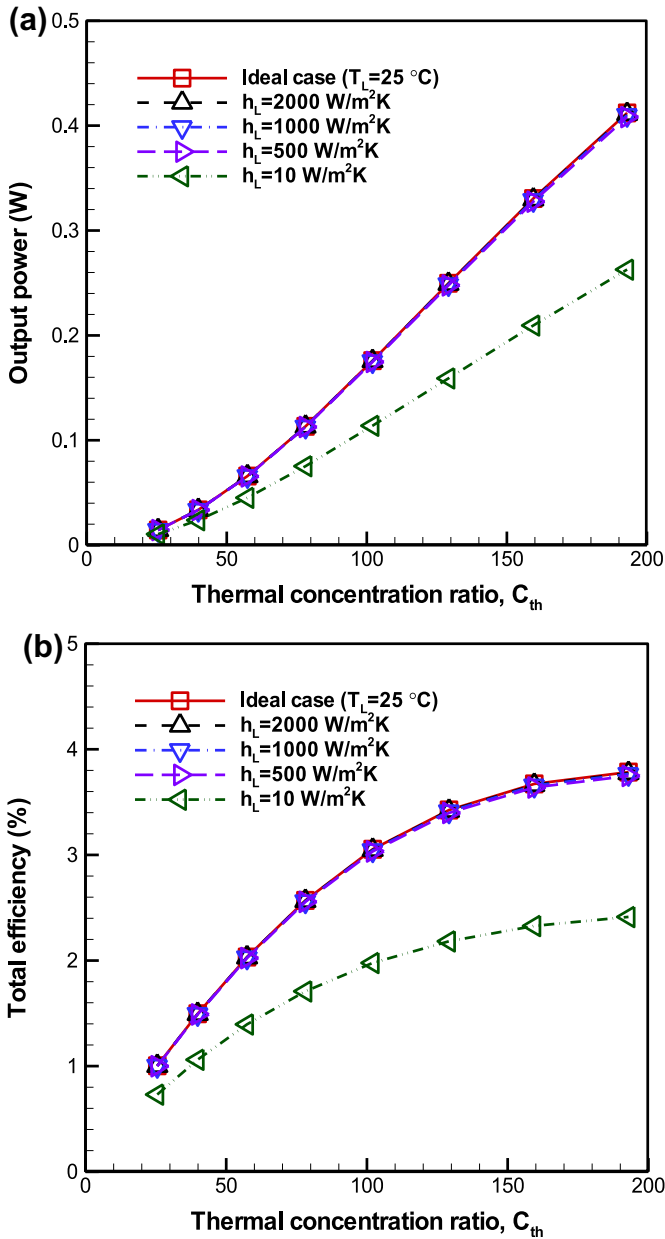 (a)
0.5
0.4
0.3
0.2
0.1
0
Output power (W)
Ideal case (T_L=25 °C)
h_L=2000 W/m²K
h_L=1000 W/m²K
h_L=500 W/m²K
h_L=10 W/m²K
0 50 100 150 200
Thermal concentration ratio, C_th
(b)
5
4
3
2
1
0
Total efficiency (%)
Ideal case (T_L=25 °C)
h_L=2000 W/m²K
h_L=1000 W/m²K
h_L=500 W/m²K
h_L=10 W/m²K
0 50 100 150 200
Thermal concentration ratio, C_th